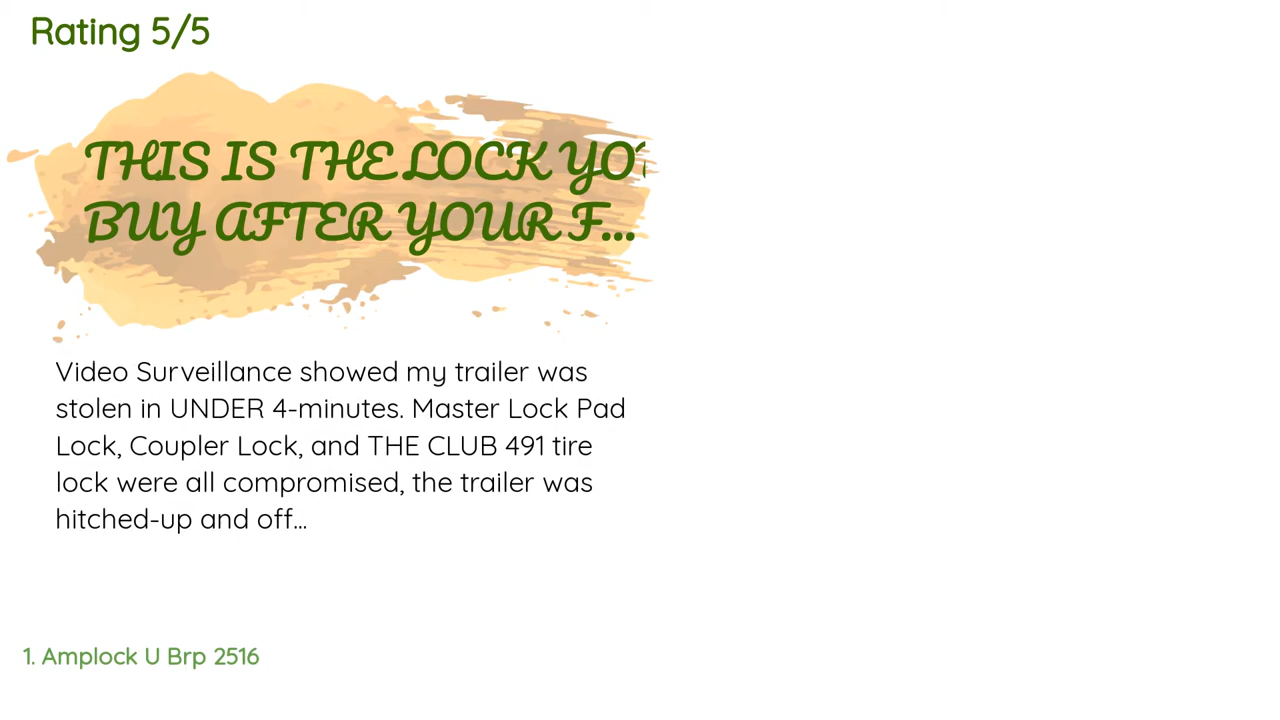 Rating 5/5
THIS IS THE LOCK
BUY AFTER YOUR F...
Video Surveillance showed my trailer was
stolen in UNDER 4-minutes. Master Lock Pad
Lock, Coupler Lock, and THE CLUB 491 tire
lock were all compromised, the trailer was
hitched-up and off...
1. Amplock U Brp 2516